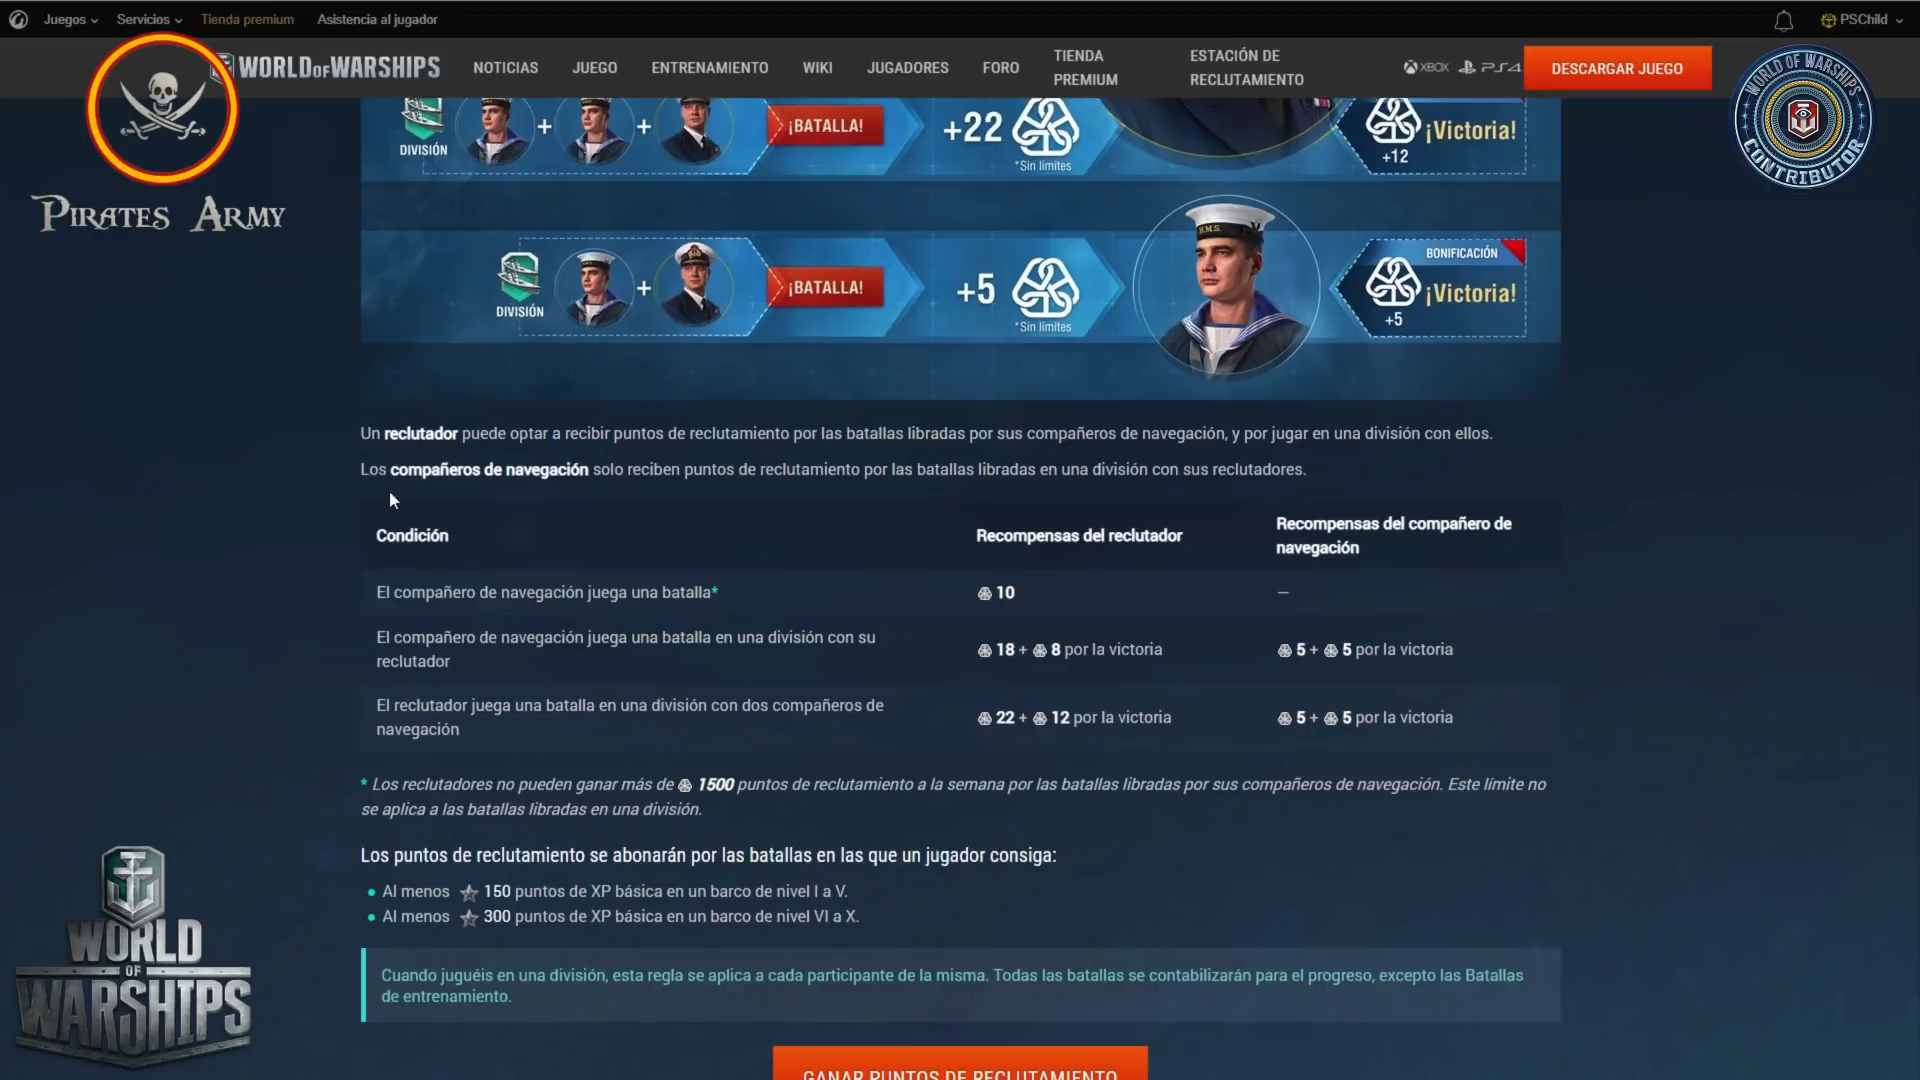 Juegos Servicios Tienda premium Asistencia al jugador PSChild
WORLD OF WARSHIPS NOTICIAS JUEGO ENTRENAMIENTO WIKI JUGADORES FORO TIENDA PREMIUM ESTACIÓN DE RECLUTAMIENTO XBOX PS4 DESCARGAR JUEGO
PIRATES ARMY
WORLD OF WARSHIPS CONTRIBUTOR
DIVISIÓN + + ¡BATALLA! +22 *Sin límites +12 ¡Victoria!
DIVISIÓN + ¡BATALLA! +5 *Sin límites H.M.S. BONIFICACIÓN +5 ¡Victoria!
Un reclutador puede optar a recibir puntos de reclutamiento por las batallas libradas por sus compañeros de navegación, y por jugar en una división con ellos.
Los compañeros de navegación solo reciben puntos de reclutamiento por las batallas libradas en una división con sus reclutadores.
Condición Recompensas del reclutador Recompensas del compañero de navegación
El compañero de navegación juega una batalla* 10 —
El compañero de navegación juega una batalla en una división con su
reclutador 18 + 8 por la victoria 5 + 5 por la victoria
El reclutador juega una batalla en una división con dos compañeros de
navegación 22 + 12 por la victoria 5 + 5 por la victoria
* Los reclutadores no pueden ganar más de 1500 puntos de reclutamiento a la semana por las batallas libradas por sus compañeros de navegación. Este límite no
se aplica a las batallas libradas en una división.
Los puntos de reclutamiento se abonarán por las batallas en las que un jugador consiga:
• Al menos 150 puntos de XP básica en un barco de nivel I a V.
• Al menos 300 puntos de XP básica en un barco de nivel VI a X.
Cuando juguéis en una división, esta regla se aplica a cada participante de la misma. Todas las batallas se contabilizarán para el progreso, excepto las Batallas
de entrenamiento.
WORLD OF WARSHIPS
GANAR PUNTOS DE RECLUTAMIENTO